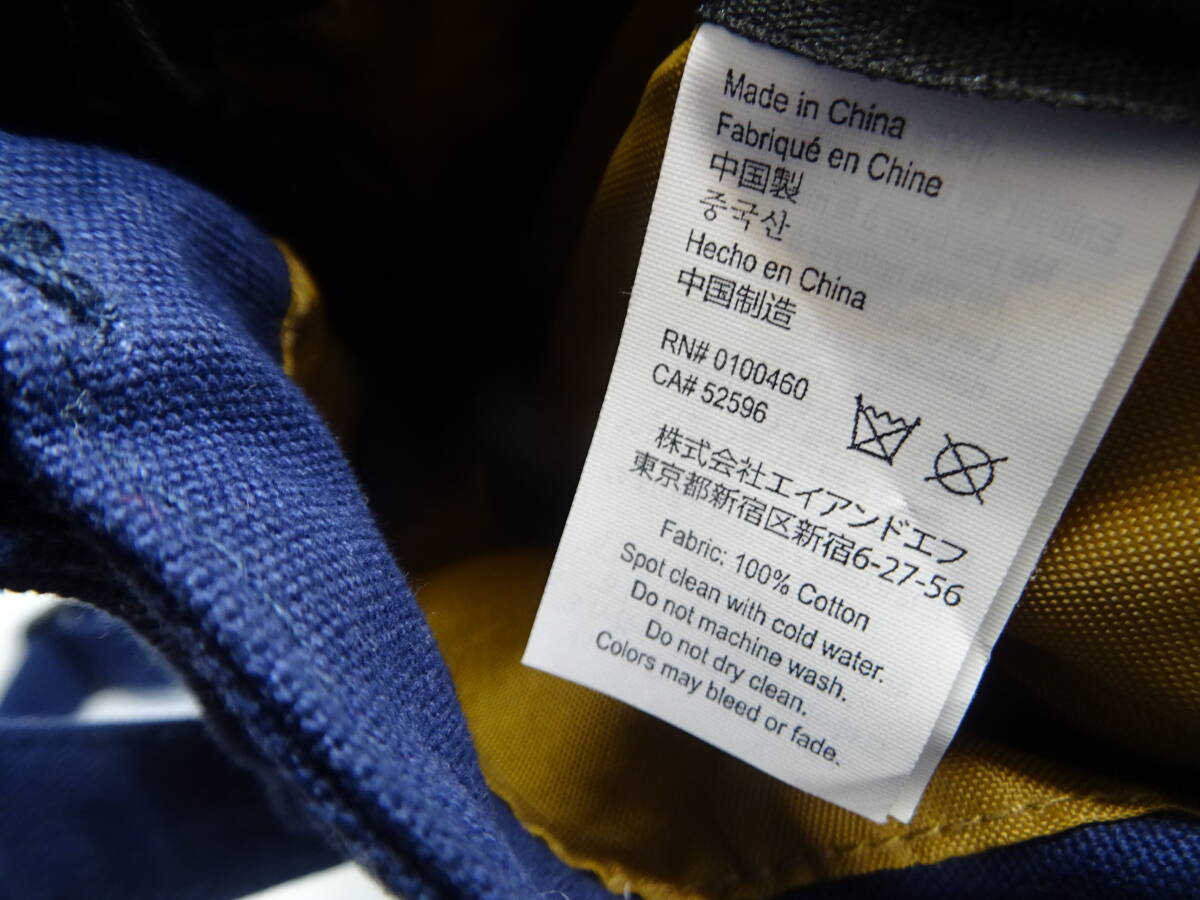 Made in China
Fabriqué en Chine
中国製
중국산
Hecho en China
中国制造
RN# 0100460
CA# 52596
株式会社エイアンドエフ
東京都新宿区新宿6-27-56
Fabric: 100% Cotton
Spot clean with cold water.
Do not machine wash.
Do not dry clean.
Colors may bleed or fade.